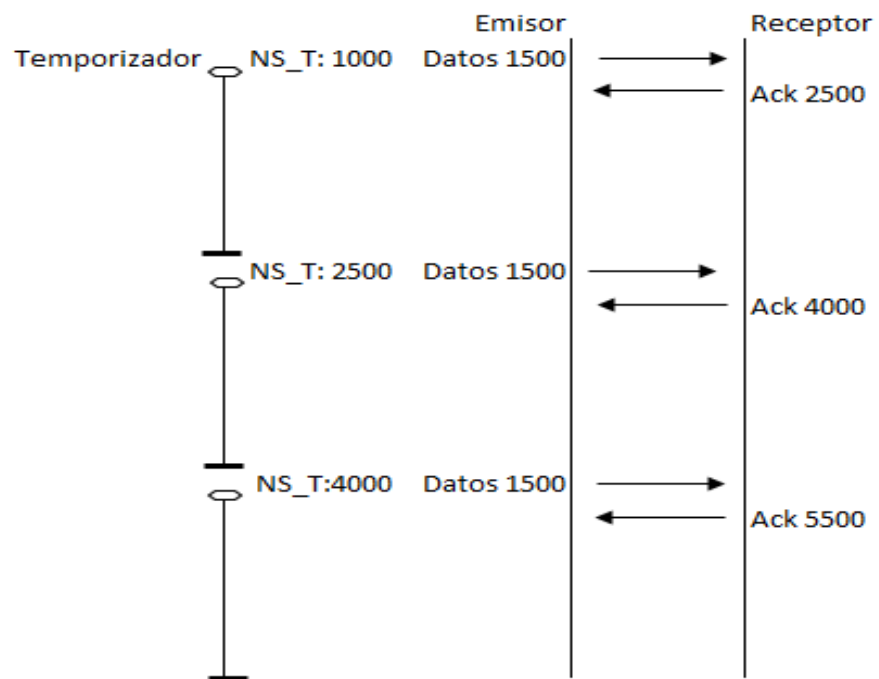 Emisor Receptor
Temporizador NS_T: 1000 Datos 1500
Ack 2500
NS_T: 2500 Datos 1500
Ack 4000
NS_T:4000 Datos 1500
Ack 5500